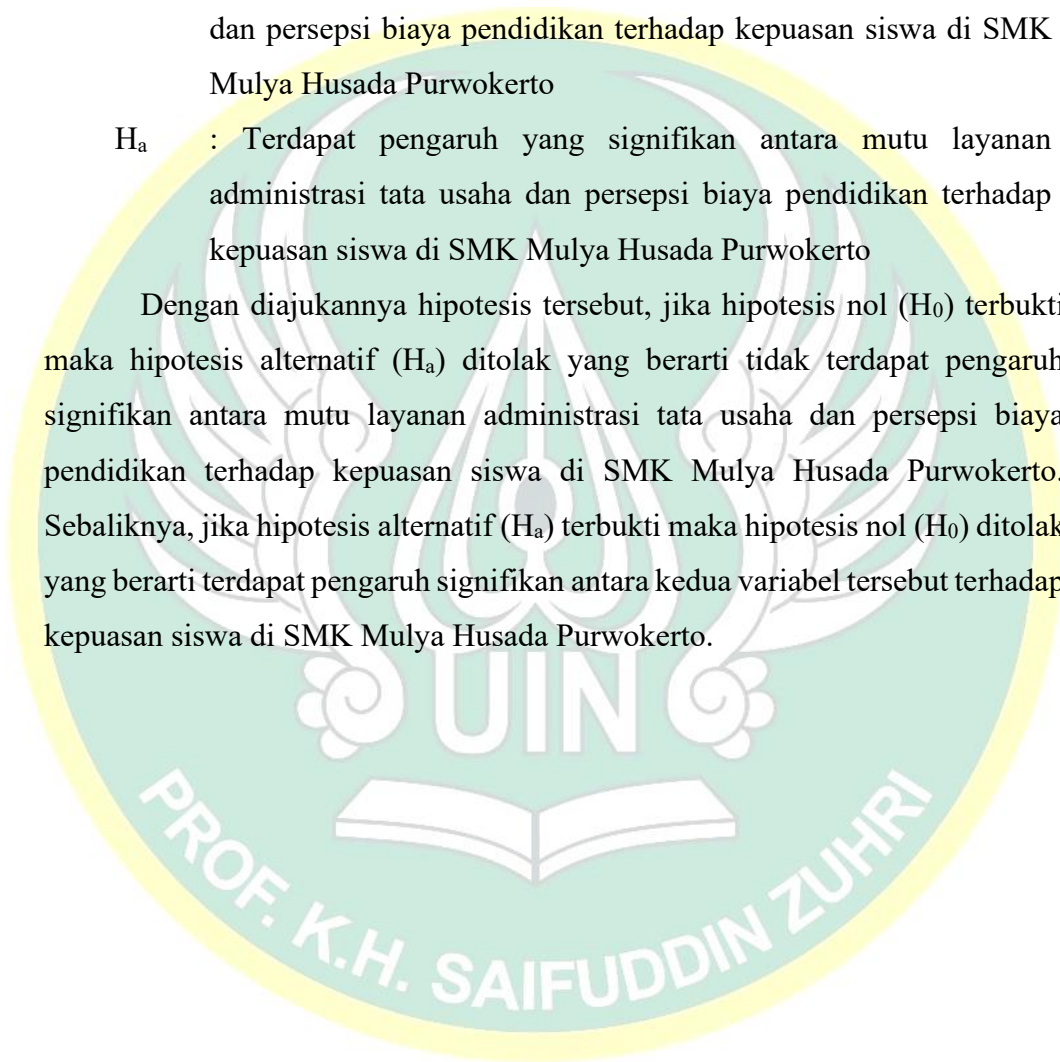 dan persepsi biaya pendidikan terhadap kepuasan siswa di SMK
Mulya Husada Purwokerto
Hₐ : Terdapat pengaruh yang signifikan antara mutu layanan
administrasi tata usaha dan persepsi biaya pendidikan terhadap
kepuasan siswa di SMK Mulya Husada Purwokerto
Dengan diajukannya hipotesis tersebut, jika hipotesis nol (H₀) terbukti
maka hipotesis alternatif (Hₐ) ditolak yang berarti tidak terdapat pengaruh
signifikan antara mutu layanan administrasi tata usaha dan persepsi biaya
pendidikan terhadap kepuasan siswa di SMK Mulya Husada Purwokerto.
Sebaliknya, jika hipotesis alternatif (Hₐ) terbukti maka hipotesis nol (H₀) ditolak
yang berarti terdapat pengaruh signifikan antara kedua variabel tersebut terhadap
kepuasan siswa di SMK Mulya Husada Purwokerto.
UIN
PROF. K.H. SAIFUDDIN ZUHRI